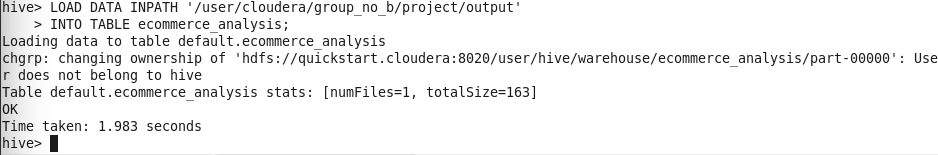 hive> LOAD DATA INPATH '/user/cloudera/group_no_b/project/output'
    > INTO TABLE ecommerce_analysis;
Loading data to table default.ecommerce_analysis
chgrp: changing ownership of 'hdfs://quickstart.cloudera:8020/user/hive/warehouse/ecommerce_analysis/part-00000': Use
r does not belong to hive
Table default.ecommerce_analysis stats: [numFiles=1, totalSize=163]
OK
Time taken: 1.983 seconds
hive>